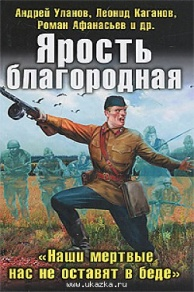 Андрей Уланов, Леонид Каганов,
Роман Афанасьев и др.
Ярость
благородная
«Наши мертвые
нас не оставят в беде»
www.ukazka.ru